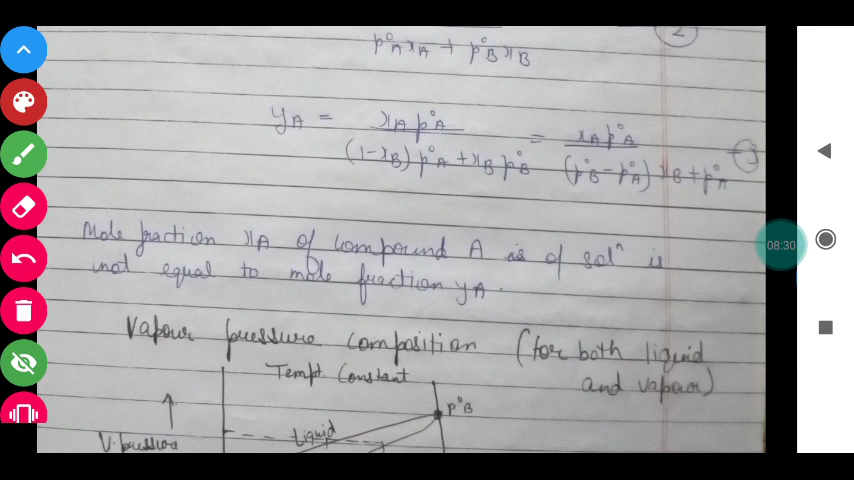 2
p°A xA + p°B xB
yA = xA p°A / (1-xB) p°A + xB p°B = xA p°A / (p°B - p°A) xB + p°A
3
Mole fraction xA of compound A is of solⁿ is
not equal to mole fraction yA.
Vapour pressure composition (for both liquid
and vapour)
Tempt Constant
p°B
liquid
V.pressure
08:30